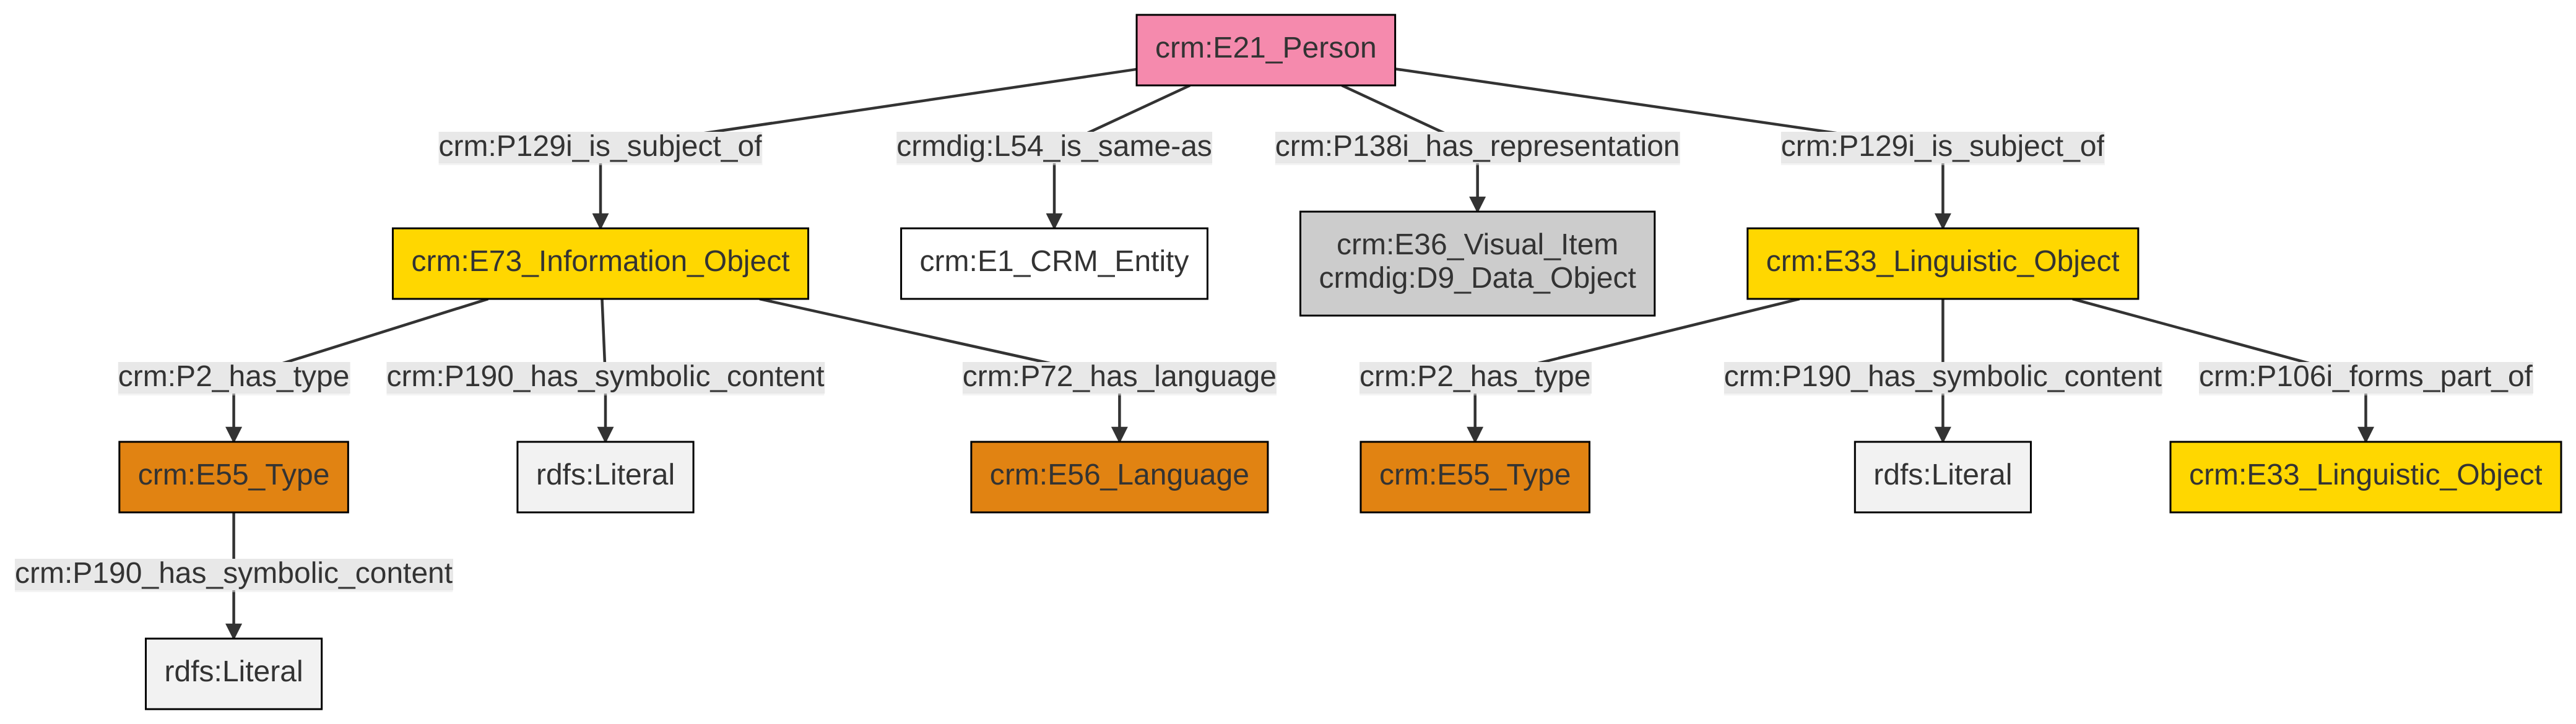 crm:E21_Person
crm:P129i_is_subject_of
crmdig:L54_is_same-as
crm:P138i_has_representation
crm:P129i_is_subject_of
crm:E73_Information_Object
crm:E1_CRM_Entity
crm:E36_Visual_Item
crmdig:D9_Data_Object
crm:E33_Linguistic_Object
crm:P2_has_type
crm:P190_has_symbolic_content
crm:P72_has_language
crm:P2_has_type
crm:P190_has_symbolic_content
crm:P106i_forms_part_of
crm:E55_Type
rdfs:Literal
crm:E56_Language
crm:E55_Type
rdfs:Literal
crm:E33_Linguistic_Object
crm:P190_has_symbolic_content
rdfs:Literal